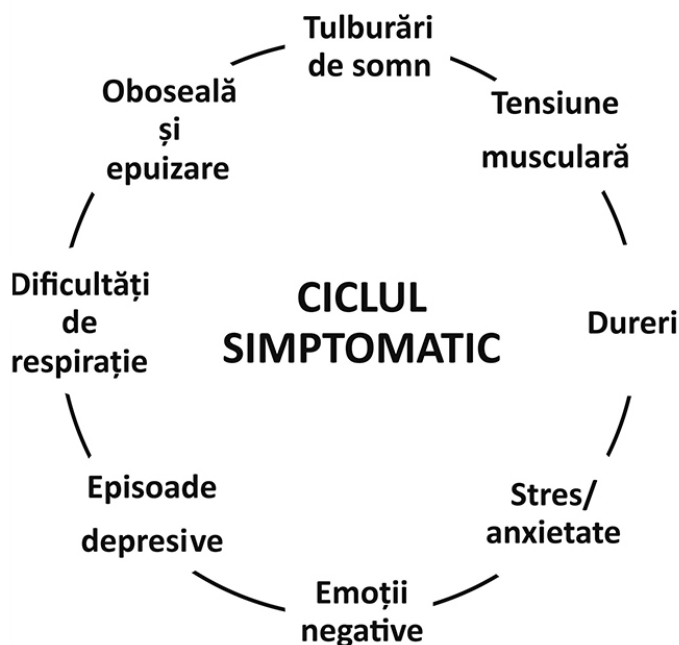 Tulburări
de somn
Tensiune
musculară
Dureri
Stres/
anxietate
Emoții
negative
Episoade
depresive
Dificultăți
de
respirație
Oboseală
și
epuizare
CICLUL
SIMPTOMATIC